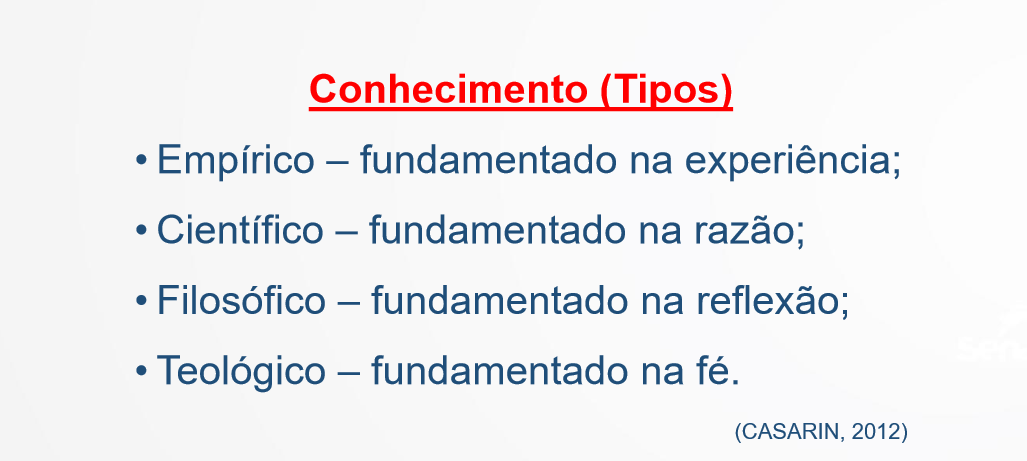 Conhecimento (Tipos)
• Empírico – fundamentado na experiência;
• Científico – fundamentado na razão;
• Filosófico – fundamentado na reflexão;
• Teológico – fundamentado na fé.
(CASARIN, 2012)